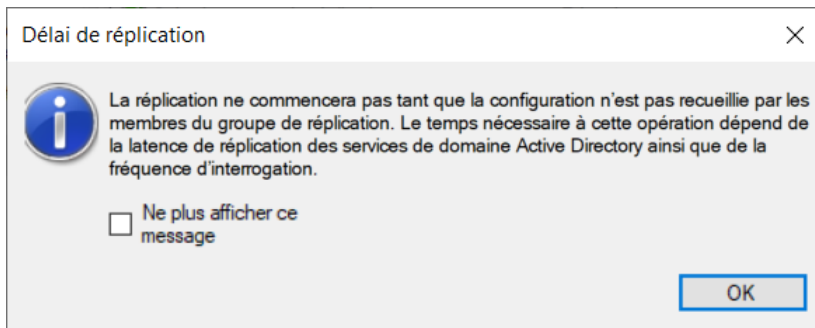 Délai de réplication
La réplication ne commencera pas tant que la configuration n'est pas recueillie par les
membres du groupe de réplication. Le temps nécessaire à cette opération dépend de
la latence de réplication des services de domaine Active Directory ainsi que de la
fréquence d'interrogation.
Ne plus afficher ce
message
OK